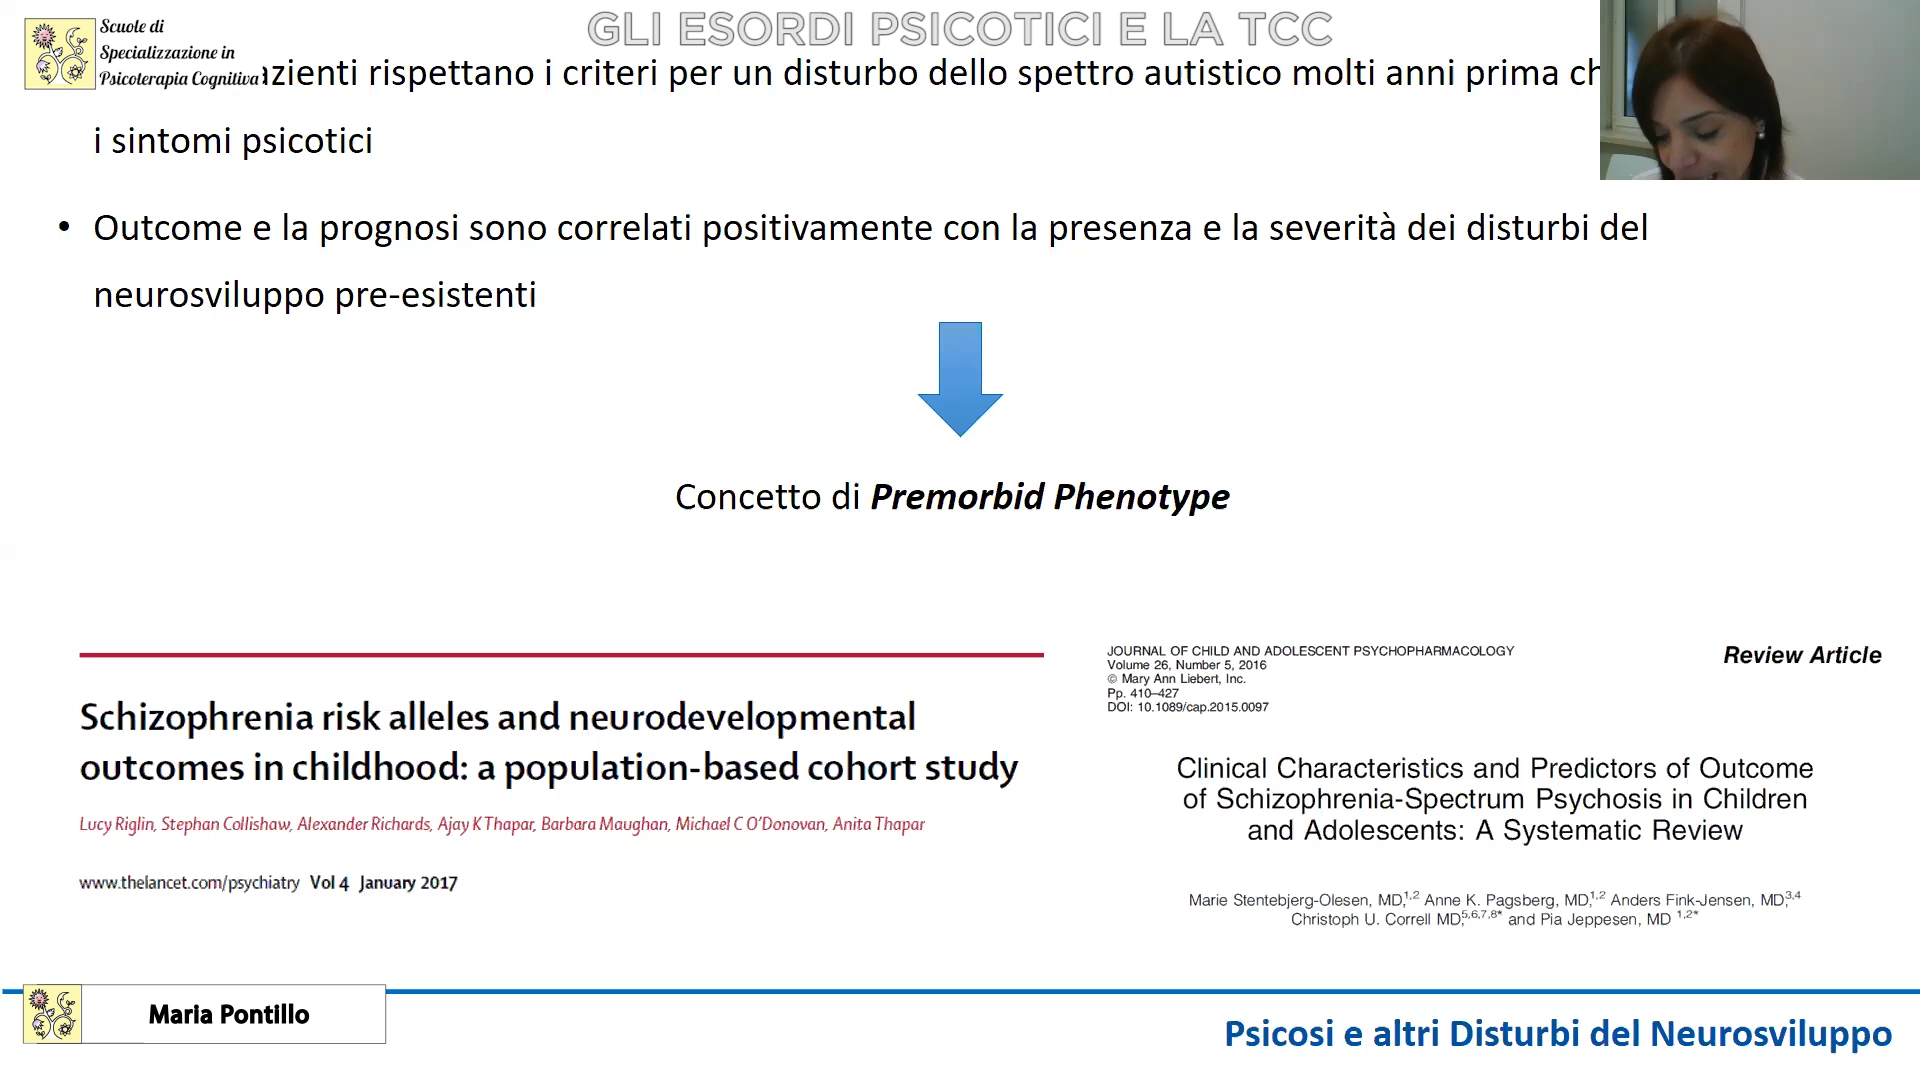 GLI ESORDI PSICOTICI E LA TCC
Scuole di
Specializzazione in
Psicoterapia Cognitiva
rispettano i criteri per un disturbo dello spettro autistico molti anni prima
i sintomi psicotici
• Outcome e la prognosi sono correlati positivamente con la presenza e la severità dei disturbi del
neurosviluppo pre-esistenti
Concetto di Premorbid Phenotype
Schizophrenia risk alleles and neurodevelopmental
outcomes in childhood: a population-based cohort study
Lucy Riglin, Stephan Collishaw, Alexander Richards, Ajay K Thapar, Barbara Maughan, Michael C O'Donovan, Anita Thapar
www.thelancet.com/psychiatry Vol 4 January 2017
JOURNAL OF CHILD AND ADOLESCENT PSYCHOPHARMACOLOGY
Volume 26, Number 5, 2016
© Mary Ann Liebert, Inc.
Pp. 410–427
DOI: 10.1089/cap.2015.0097
Review Article
Clinical Characteristics and Predictors of Outcome
of Schizophrenia-Spectrum Psychosis in Children
and Adolescents: A Systematic Review
Marie Stentebjerg-Olesen, MD,1,2 Anne K. Pagsberg, MD,1,2 Anders Fink-Jensen, MD,3,4
Christoph U. Correll MD,5,6,7,8* and Pia Jeppesen, MD 1,2*
Maria Pontillo
Psicosi e altri Disturbi del Neurosviluppo